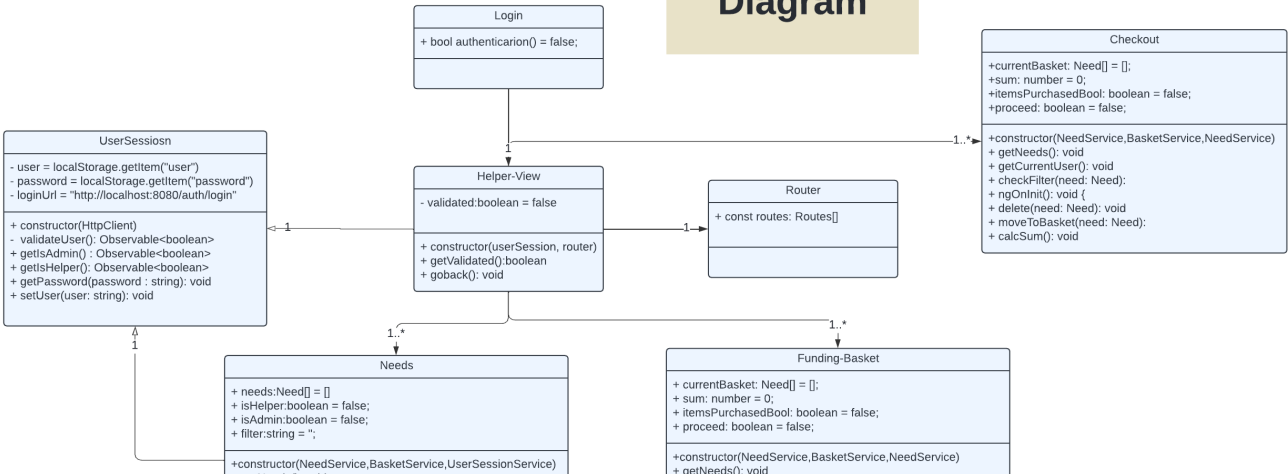 Diagram
Login
+ bool authenticarion() = false;
Checkout
+currentBasket: Need[] = [];
+sum: number = 0;
+itemsPurchasedBool: boolean = false;
+proceed: boolean = false;
+constructor(NeedService,BasketService,NeedService)
+ getNeeds(): void
+ getCurrentUser(): void
+ checkFilter(need: Need):
+ ngOnInit(): void {
+ delete(need: Need): void
+ moveToBasket(need: Need):
+ calcSum(): void
1
1..*
UserSessiosn
- user = localStorage.getItem("user")
- password = localStorage.getItem("password")
- loginUrl = "http://localhost:8080/auth/login"
+ constructor(HttpClient)
- validateUser(): Observable<boolean>
+ getIsAdmin() : Observable<boolean>
+ getIsHelper(): Observable<boolean>
+ getPassword(password : string): void
+ setUser(user: string): void
1
Helper-View
- validated:boolean = false
+ constructor(userSession, router)
+ getValidated():boolean
+ goback(): void
1
Router
+ const routes: Routes[]
1
1..*
1..*
Needs
+ needs:Need[] = []
+ isHelper:boolean = false;
+ isAdmin:boolean = false;
+ filter:string = '';
+constructor(NeedService,BasketService,UserSessionService)
Funding-Basket
+ currentBasket: Need[] = [];
+ sum: number = 0;
+ itemsPurchasedBool: boolean = false;
+ proceed: boolean = false;
+constructor(NeedService,BasketService,NeedService)
+ getNeeds(): void